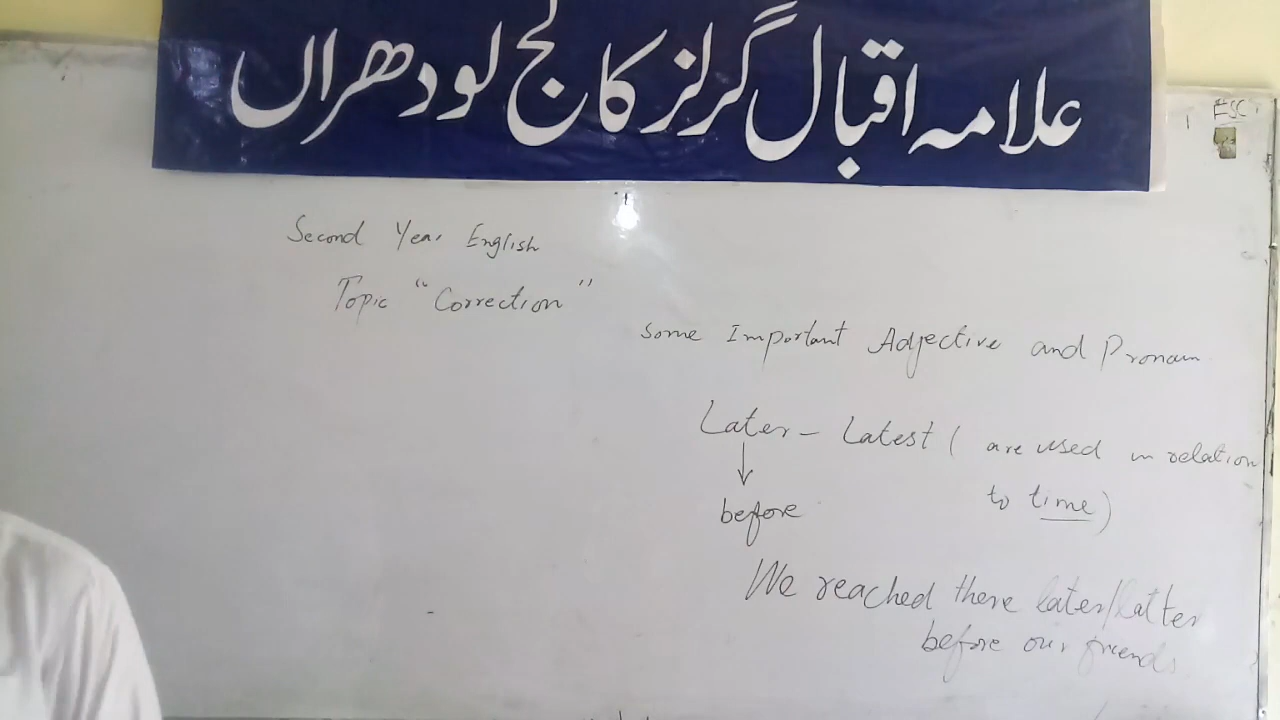 علامہ اقبال گرلز کالج لودھراں
FSC
Second Year English
Topic "Correction"
Some Important Adjective and Pronoun
Later – Latest ( are used in relation
to time)
before
We reached there later/latter
before our friends